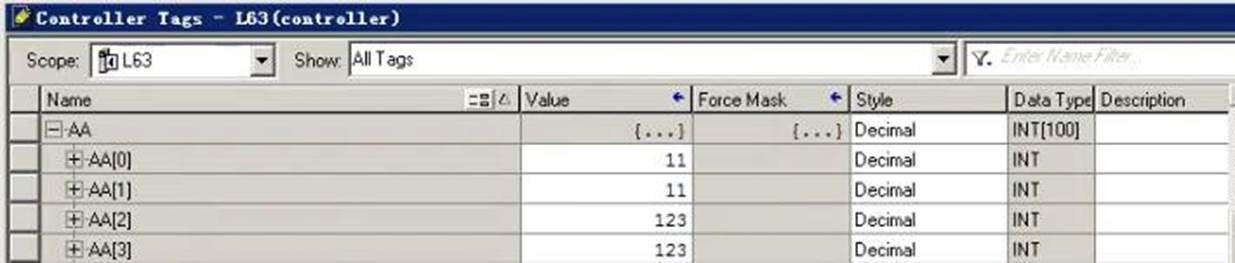 Controller Tags - L63(controller)
Scope: L63 Show: All Tags Enter Name Filter...
Name Value Force Mask Style Data Type Description
AA {...} {...} Decimal INT[100]
AA[0] 11 Decimal INT
AA[1] 11 Decimal INT
AA[2] 123 Decimal INT
AA[3] 123 Decimal INT